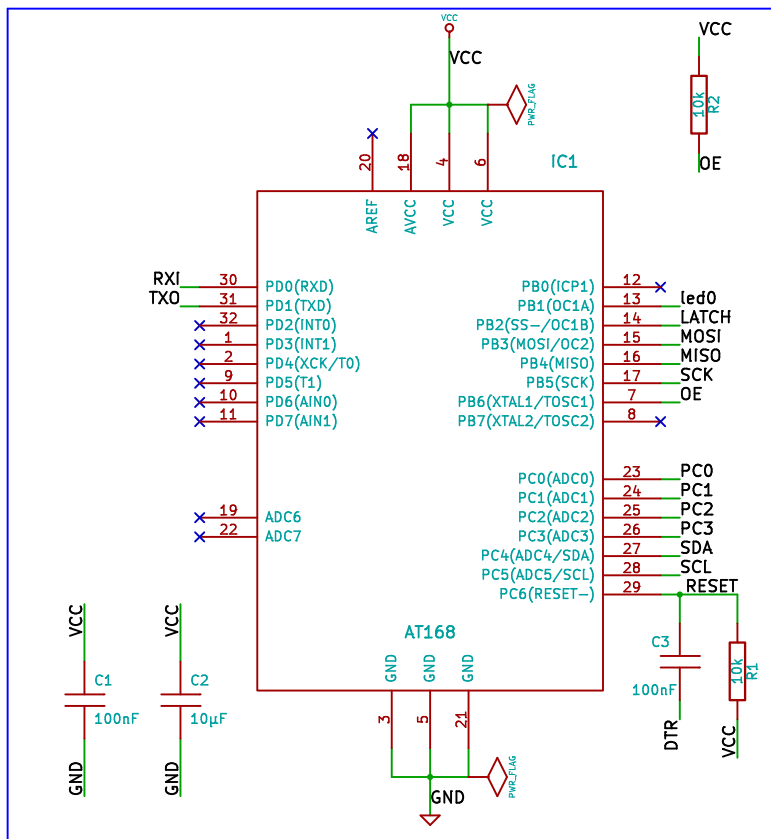 VCC
VCC
PWR_FLAG
VCC
10k
R2
OE
20
18
4
6
IC1
AREF
AVCC
VCC
VCC
RXI
30
PD0(RXD)
TXO
31
PD1(TXD)
32
PD2(INT0)
1
PD3(INT1)
2
PD4(XCK/T0)
9
PD5(T1)
10
PD6(AIN0)
11
PD7(AIN1)
19
ADC6
22
ADC7
PB0(ICP1)
12
PB1(OC1A)
13
led0
PB2(SS-/OC1B)
14
LATCH
PB3(MOSI/OC2)
15
MOSI
PB4(MISO)
16
MISO
PB5(SCK)
17
SCK
PB6(XTAL1/TOSC1)
7
OE
PB7(XTAL2/TOSC2)
8
PC0(ADC0)
23
PC0
PC1(ADC1)
24
PC1
PC2(ADC2)
25
PC2
PC3(ADC3)
26
PC3
PC4(ADC4/SDA)
27
SDA
PC5(ADC5/SCL)
28
SCL
PC6(RESET-)
29
RESET
AT168
GND
GND
GND
3
5
21
VCC
C1
100nF
GND
VCC
C2
10µF
GND
C3
100nF
DTR
10k
R1
VCC
PWR_FLAG
GND